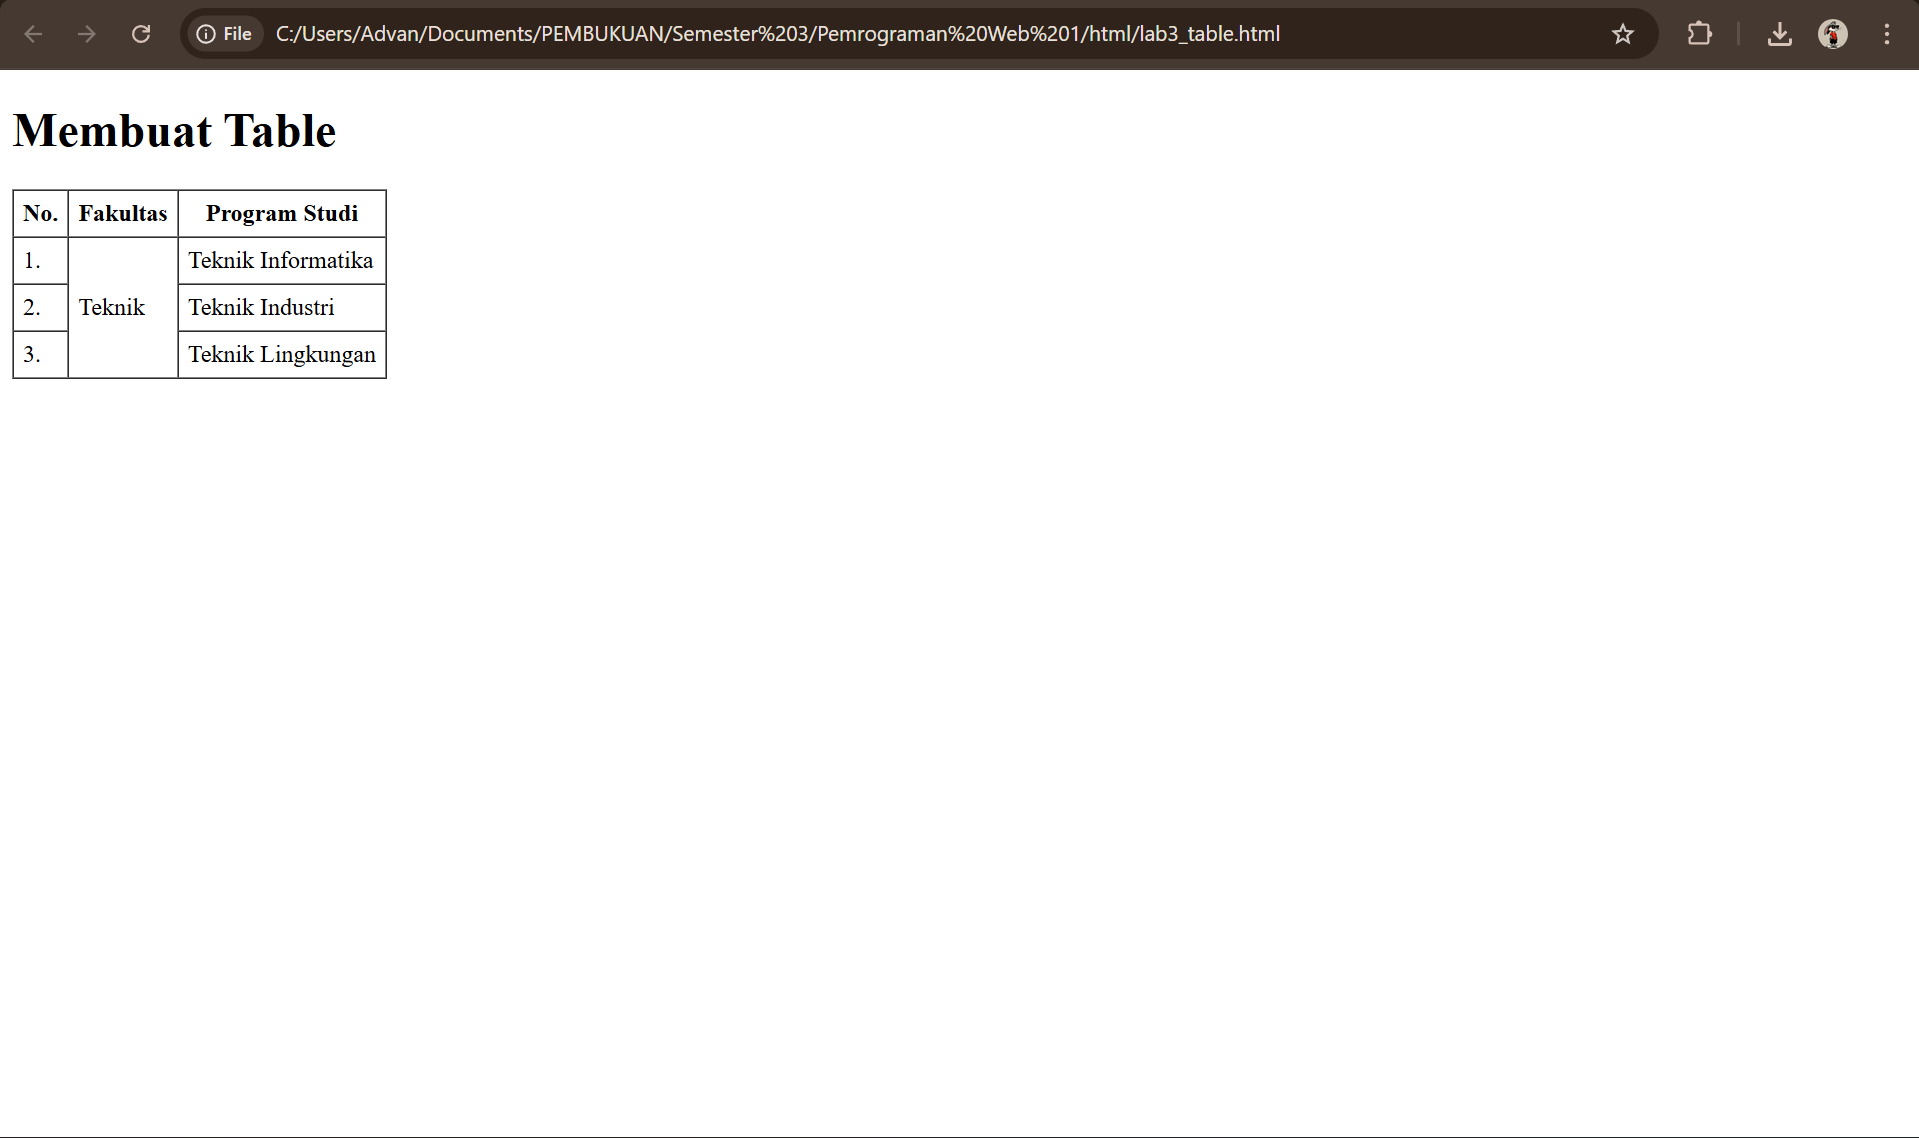 File C:/Users/Advan/Documents/PEMBUKUAN/Semester%203/Pemrograman%20Web%201/html/lab3_table.html
Membuat Table
No. Fakultas Program Studi
1. Teknik Informatika
2. Teknik Teknik Industri
3. Teknik Lingkungan